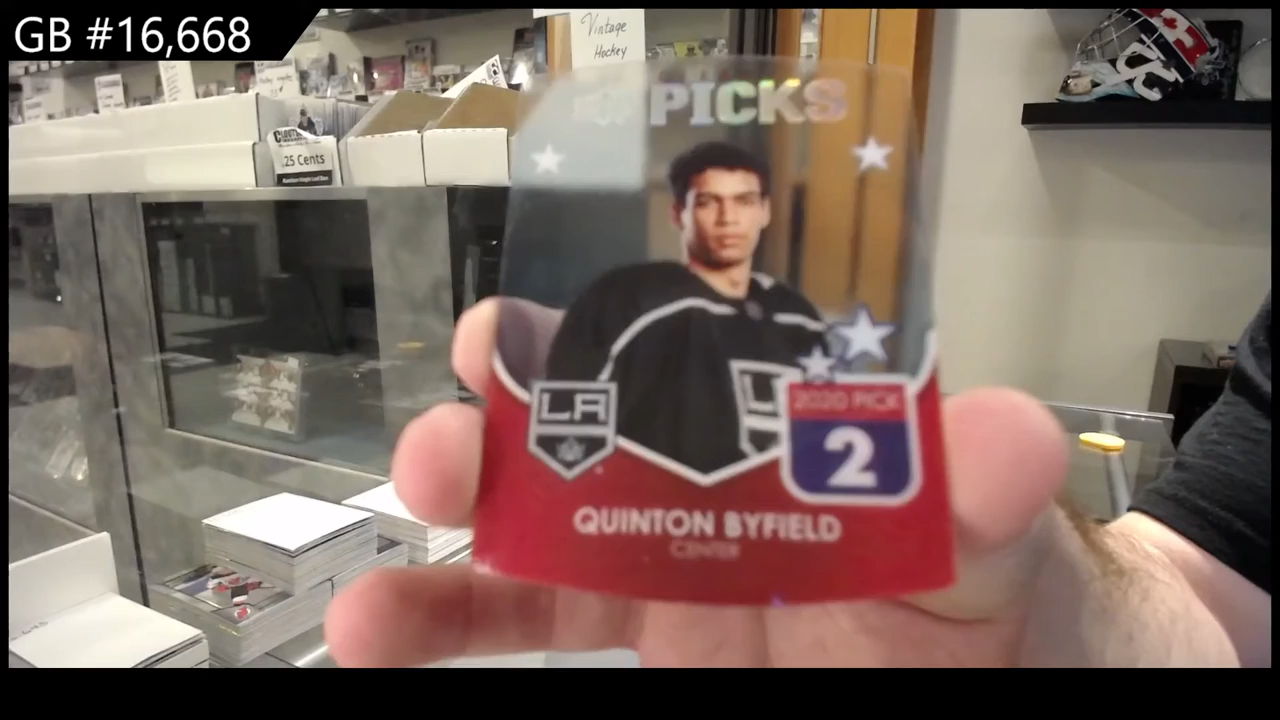 GB #16,668
Vintage
Hockey
25 Cents
PICKS
LA
2020 PICK
2
QUINTON BYFIELD
CENTER